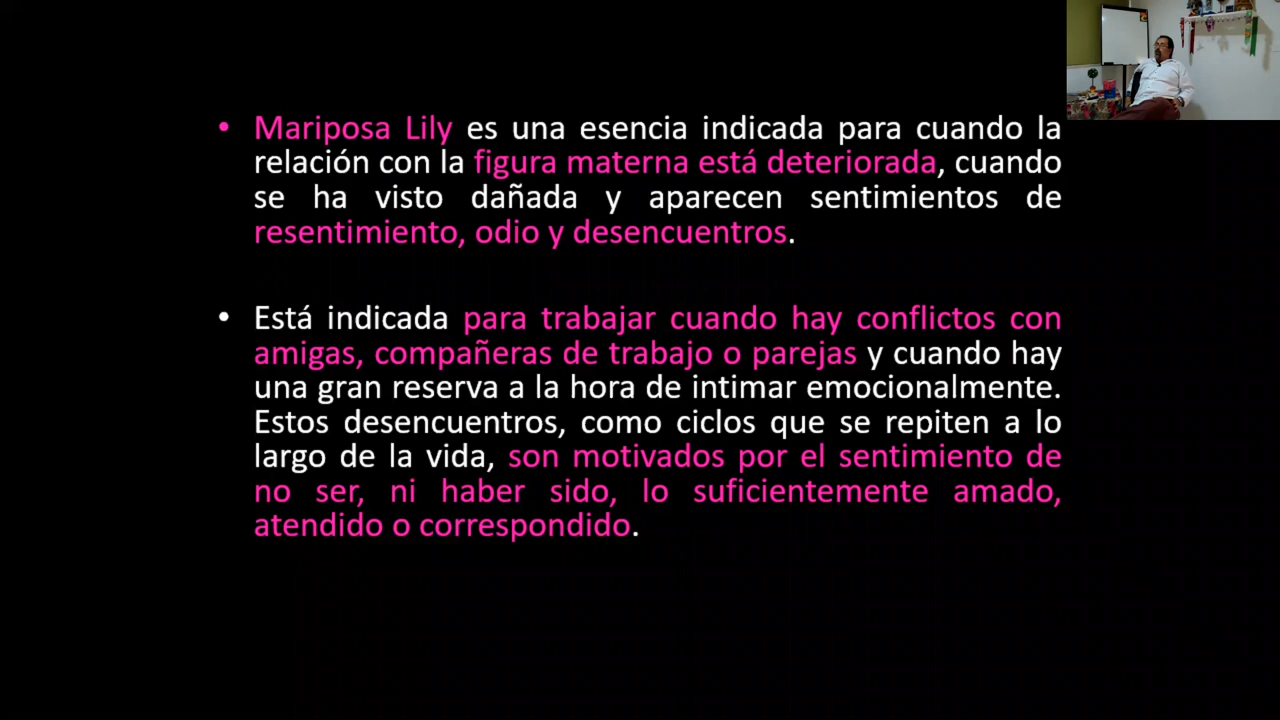 • Mariposa Lily es una esencia indicada para cuando la
relación con la figura materna está deteriorada, cuando
se ha visto dañada y aparecen sentimientos de
resentimiento, odio y desencuentros.
• Está indicada para trabajar cuando hay conflictos con
amigas, compañeras de trabajo o parejas y cuando hay
una gran reserva a la hora de intimar emocionalmente.
Estos desencuentros, como ciclos que se repiten a lo
largo de la vida, son motivados por el sentimiento de
no ser, ni haber sido, lo suficientemente amado,
atendido o correspondido.